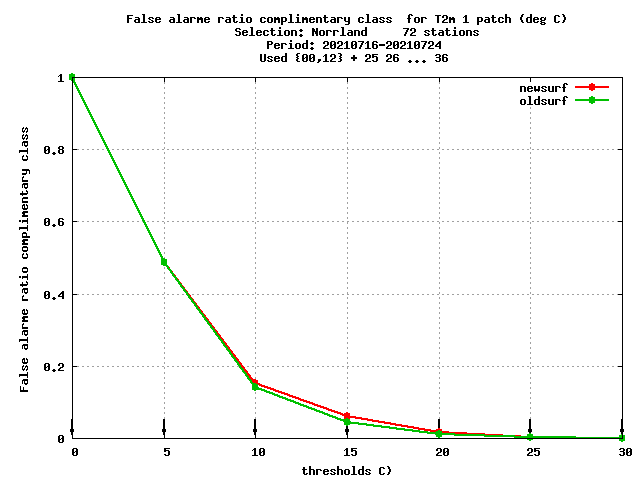 False alarme ratio complimentary class  for T2m 1 patch (deg C)
Selection: Norrland     72 stations
Period: 20210716-20210724
Used {00,12} + 25 26 ... 36
newsurf
oldsurf
1
0.8
0.6
0.4
0.2
0
False alarme ratio complimentary class
0 5 10 15 20 25 30
thresholds C)